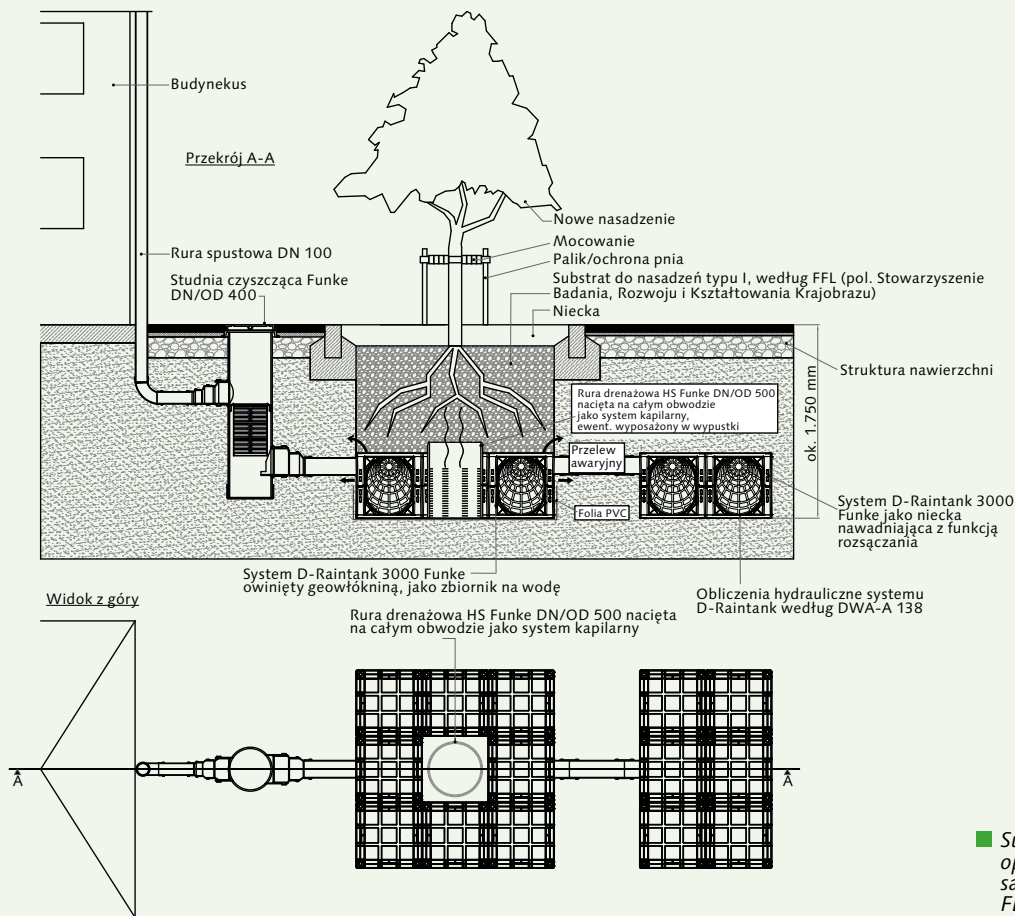 Budynekus
Przekrój A-A
Nowe nasadzenie
Mocowanie
Rura spustowa DN 100
Palik/ochrona pnia
Studnia czyszcząca Funke
DN/OD 400
Substrat do nasadzeń typu I, według FFL (pol. Stowarzyszenie
Badania, Rozwoju i Kształtowania Krajobrazu)
Niecka
Struktura nawierzchni
ok. 1.750 mm
Rura drenażowa HS Funke DN/OD 500
nacięta na całym obwodzie
jako system kapilarny,
ewent. wyposażony w wypustki
Przelew
awaryjny
Folia PVC
System D-Raintank 3000
Funke jako niecka
nawadniająca z funkcją
rozsączania
System D-Raintank 3000 Funke
owinięty geowłókniną, jako zbiornik na wodę
Obliczenia hydrauliczne systemu
D-Raintank według DWA-A 138
Widok z góry
Rura drenażowa HS Funke DN/OD 500 nacięta
na całym obwodzie jako system kapilarny
A
A